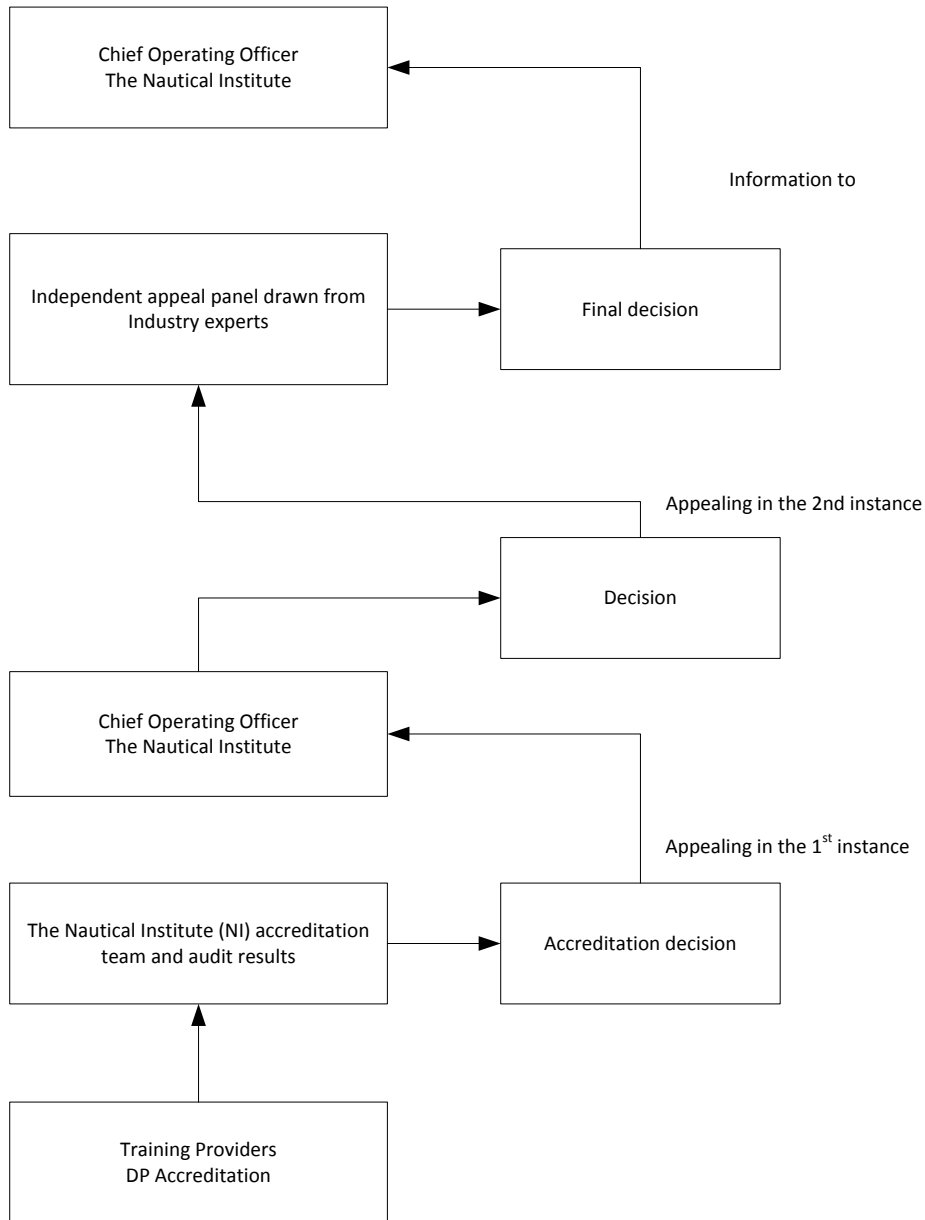 Chief Operating Officer
The Nautical Institute
Information to
Independent appeal panel drawn from
Industry experts
Final decision
Appealing in the 2nd instance
Decision
Chief Operating Officer
The Nautical Institute
Appealing in the 1st instance
The Nautical Institute (NI) accreditation
team and audit results
Accreditation decision
Training Providers
DP Accreditation